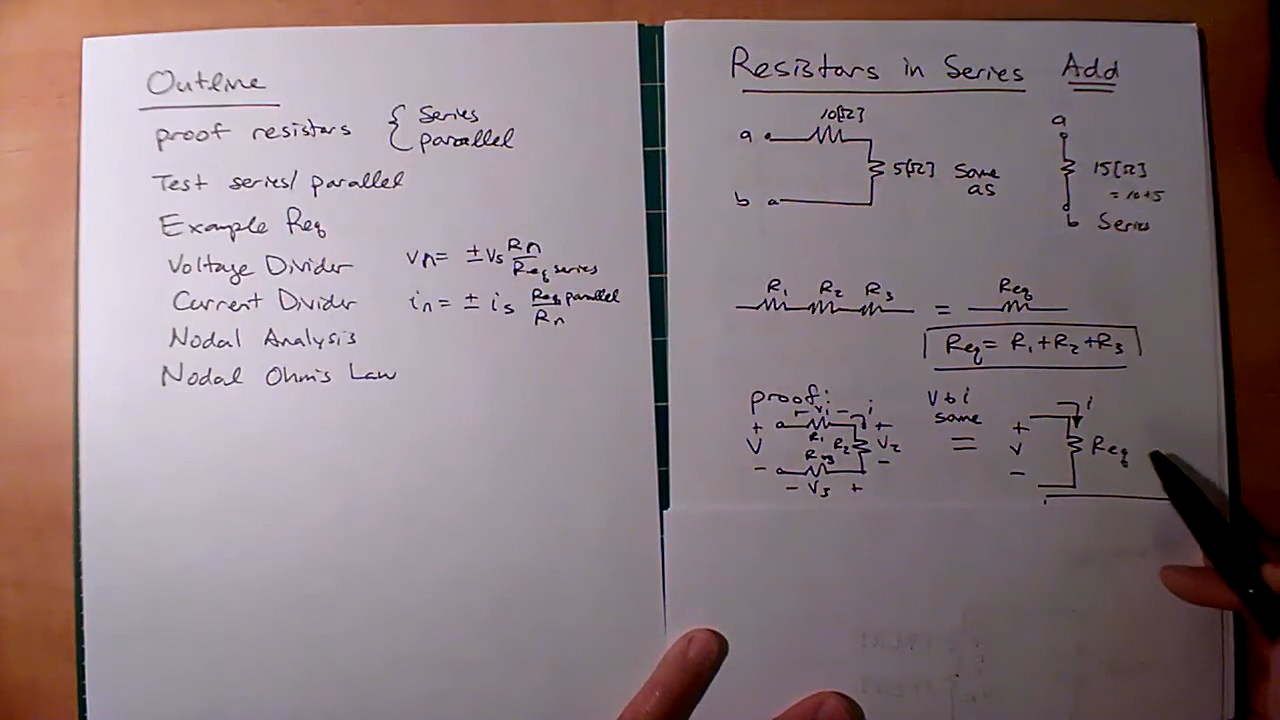 Outline
proof resistors { Series
parallel
Test series/parallel
Example Req
Voltage Divider vn = ±vs Rn/Req series
Current Divider in = ± is Req parallel/Rn
Nodal Analysis
Nodal Ohm's Law
Resistors in Series Add
10[Ω]
a
5[Ω]
b
Same
as
a
15[Ω]
= 10+5
b Series
R1 R2 R3 = Req
Req = R1+R2+R3
proof:
+ V1 - i
+ V -
R1
R2
R3
+ V2 -
- V3 +
V & i
same
=
i
+ V -
Req